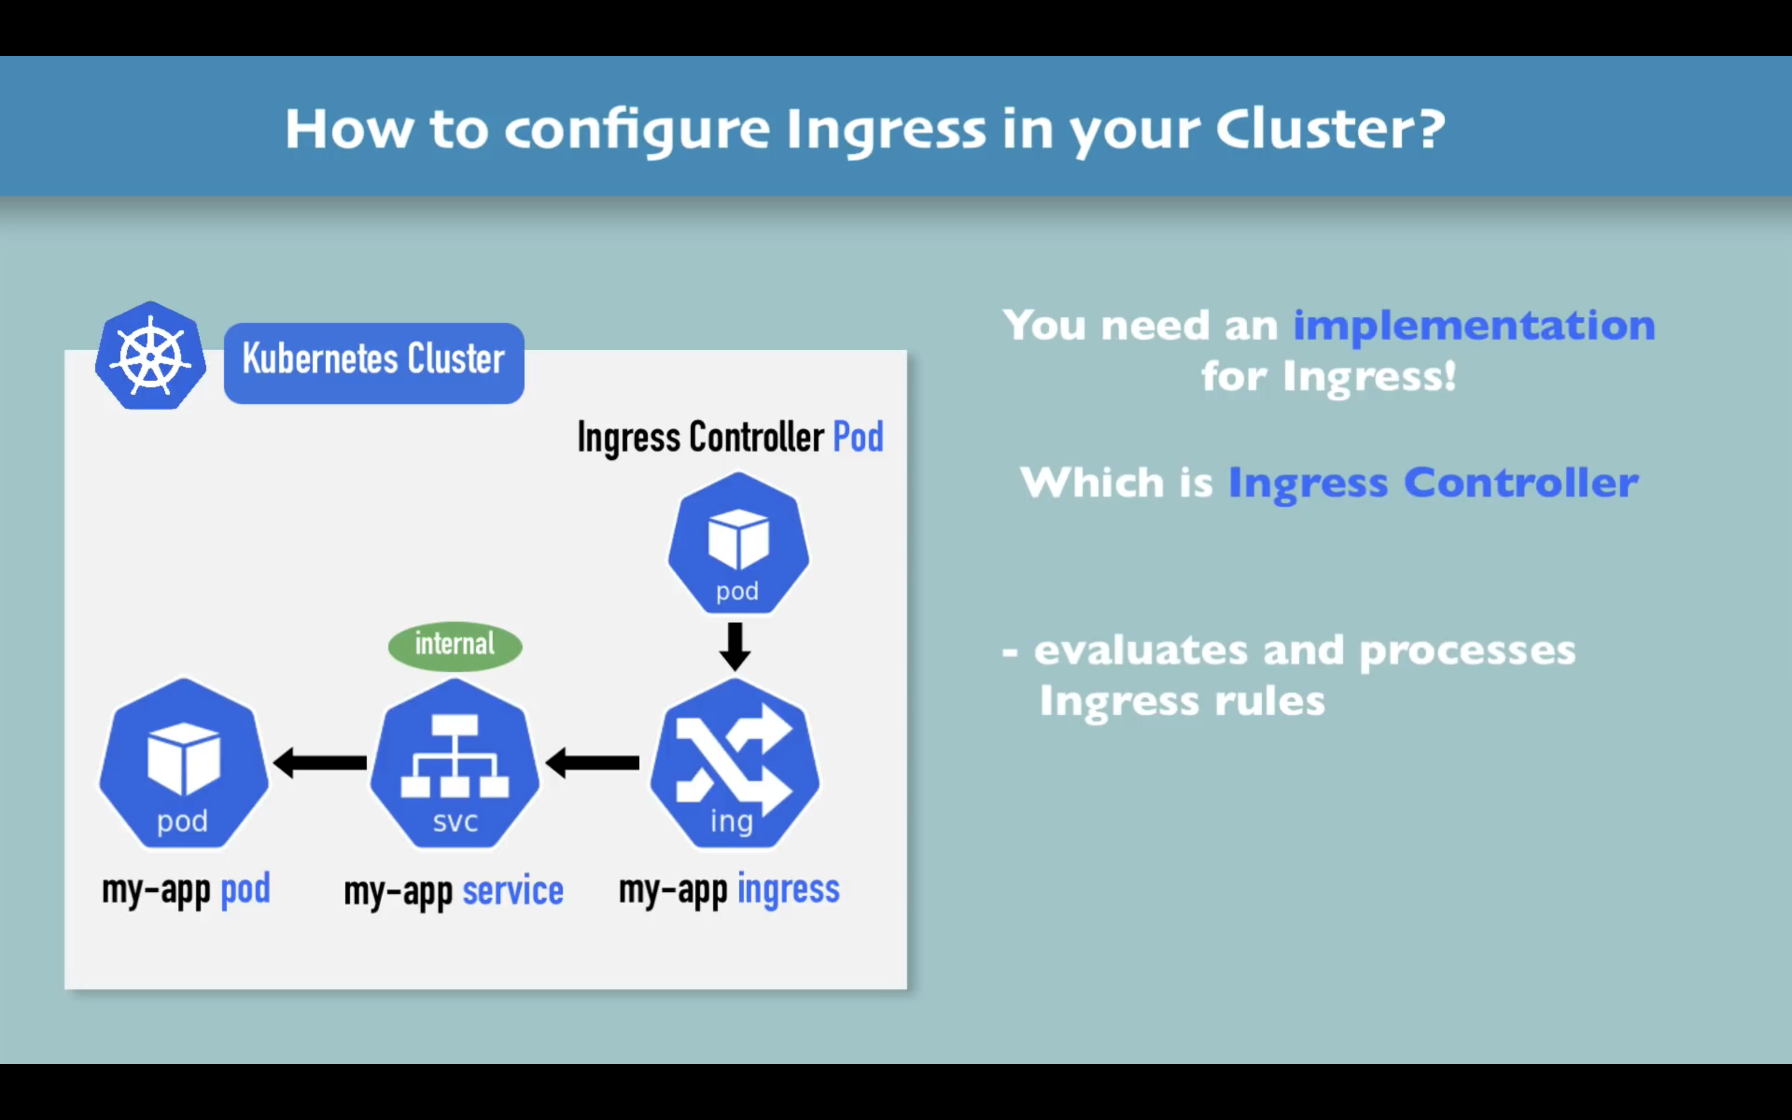 How to configure Ingress in your Cluster?
Kubernetes Cluster
Ingress Controller Pod
pod
internal
pod
svc
ing
my-app pod
my-app service
my-app ingress
You need an implementation
for Ingress!
Which is Ingress Controller
- evaluates and processes
Ingress rules